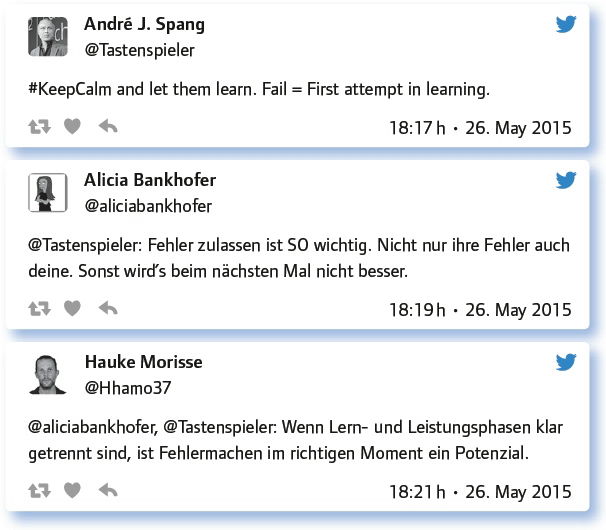 André J. Spang
@Tastenspieler
#KeepCalm and let them learn. Fail = First attempt in learning.
18:17 h • 26. May 2015
Alicia Bankhofer
@aliciabankhofer
@Tastenspieler: Fehler zulassen ist SO wichtig. Nicht nur ihre Fehler auch
deine. Sonst wird´s beim nächsten Mal nicht besser.
18:19 h • 26. May 2015
Hauke Morisse
@Hhamo37
@aliciabankhofer, @Tastenspieler: Wenn Lern- und Leistungsphasen klar
getrennt sind, ist Fehlermachen im richtigen Moment ein Potenzial.
18:21 h • 26. May 2015